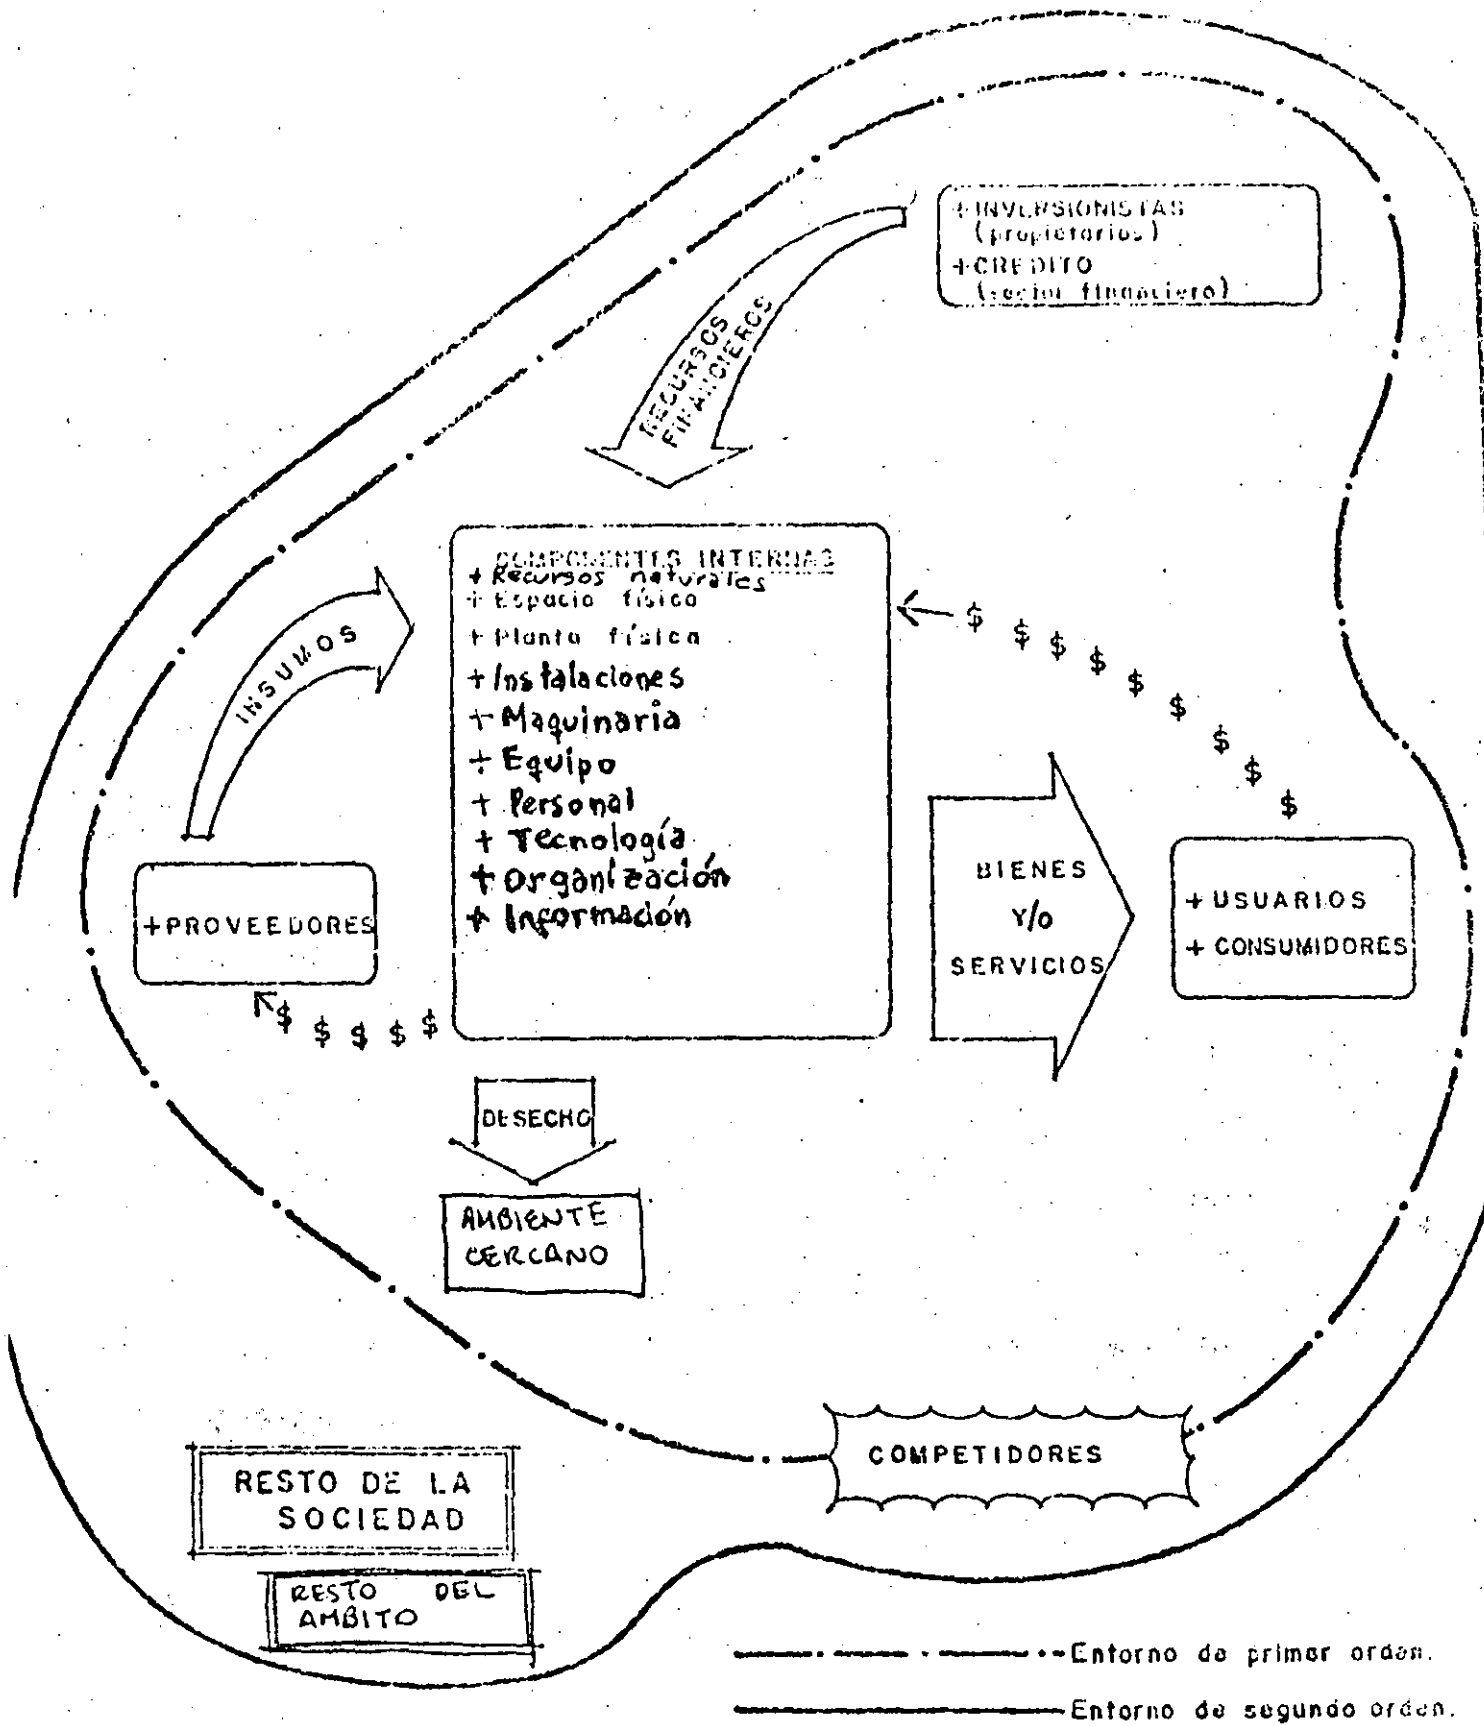 + INVERSIONISTAS
(propietarios)
+ CREDITO
(sector financiero)
RECURSOS
FINANCIEROS
COMPONENTES INTERNAS
+ Recursos naturales
+ Espacio físico
+ Planta física
+ Instalaciones
+ Maquinaria
+ Equipo
+ Personal
+ Tecnología
+ Organización
+ Información
INSUMOS
$ $ $ $ $ $ $ $ $
+ PROVEEDORES
$ $ $ $ $
BIENES
Y/O
SERVICIOS
+ USUARIOS
+ CONSUMIDORES
DESECHO
AMBIENTE
CERCANO
COMPETIDORES
RESTO DE LA
SOCIEDAD
RESTO DEL
AMBITO
Entorno de primer orden.
Entorno de segundo orden.